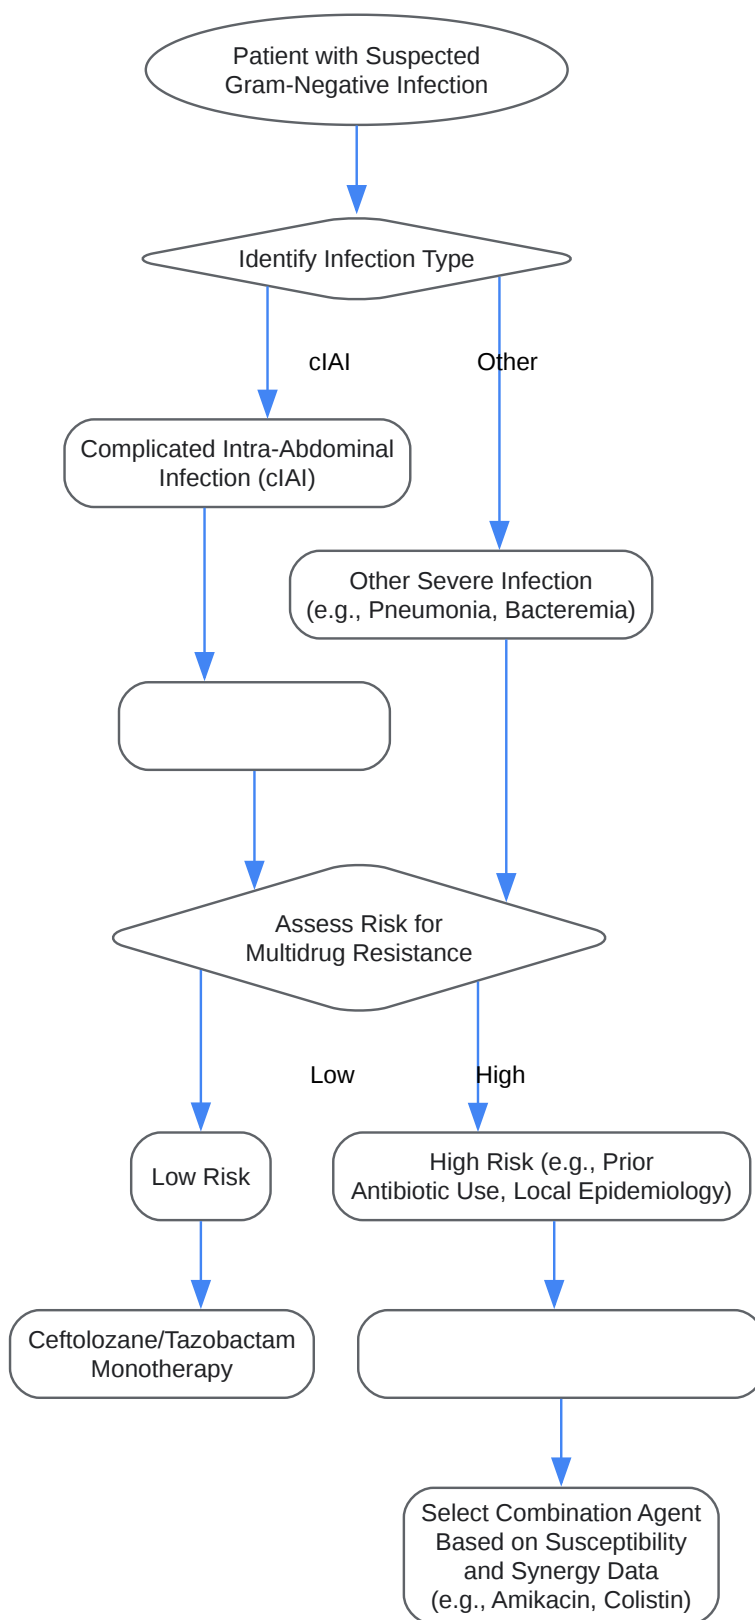 Patient with Suspected
Gram-Negative Infection
Identify Infection Type
cIAI
Other
Complicated Intra-Abdominal
Infection (cIAI)
Other Severe Infection
(e.g., Pneumonia, Bacteremia)
Assess Risk for
Multidrug Resistance
Low
High
Low Risk
High Risk (e.g., Prior
Antibiotic Use, Local Epidemiology)
Ceftolozane/Tazobactam
Monotherapy
Select Combination Agent
Based on Susceptibility
and Synergy Data
(e.g., Amikacin, Colistin)